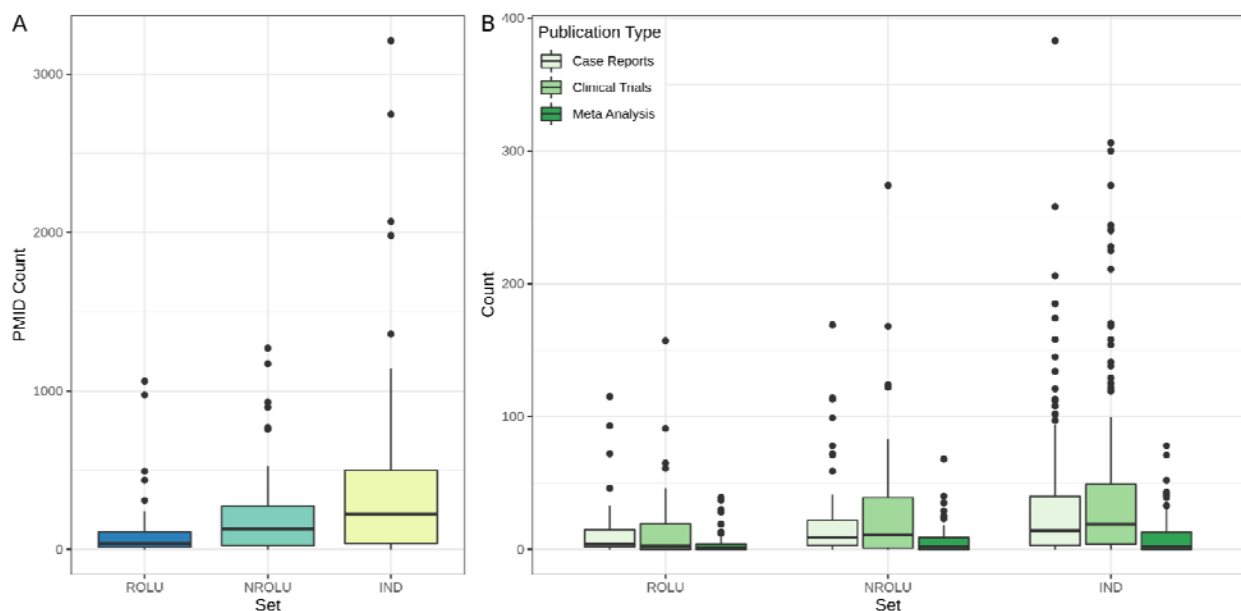 A
PMID Count
3000
2000
1000
0
ROLU
NROLU
IND
Set
B
Publication Type
Case Reports
Clinical Trials
Meta Analysis
Count
400
300
200
100
0
ROLU
NROLU
IND
Set